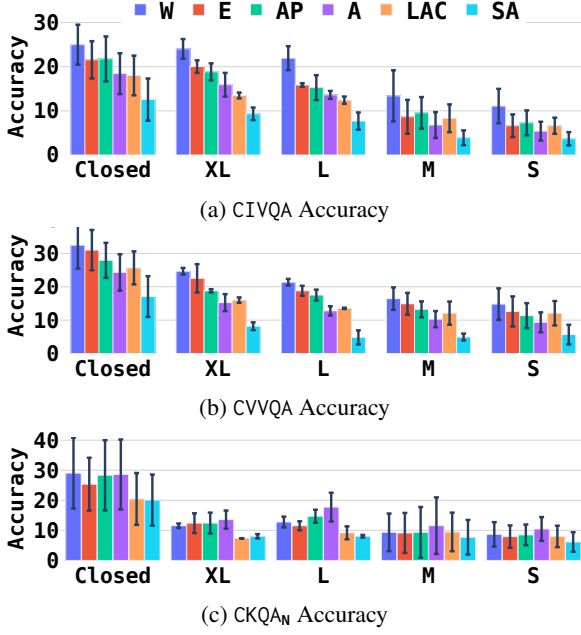 W E AP A LAC SA
30
20
10
0
Accuracy
Closed XL L M S
(a) CIVQA Accuracy
30
20
10
0
Accuracy
Closed XL L M S
(b) CVVQA Accuracy
40
30
20
10
0
Accuracy
Closed XL L M S
(c) CKQA_N Accuracy